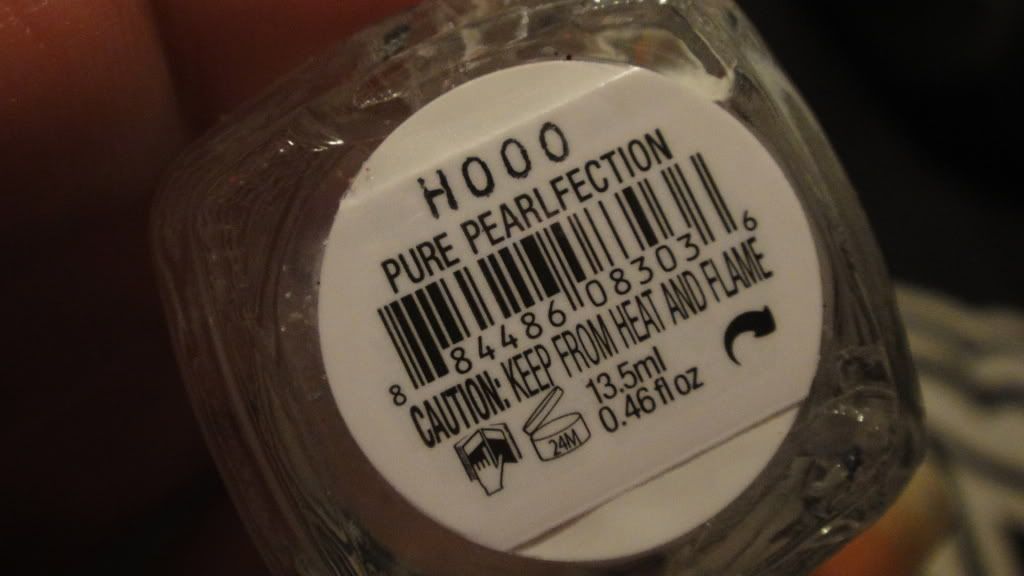 H000
PURE PEARLFECTION
8 84486 08303 6
CAUTION: KEEP FROM HEAT AND FLAME
24M
13.5ml
0.46 fl oz